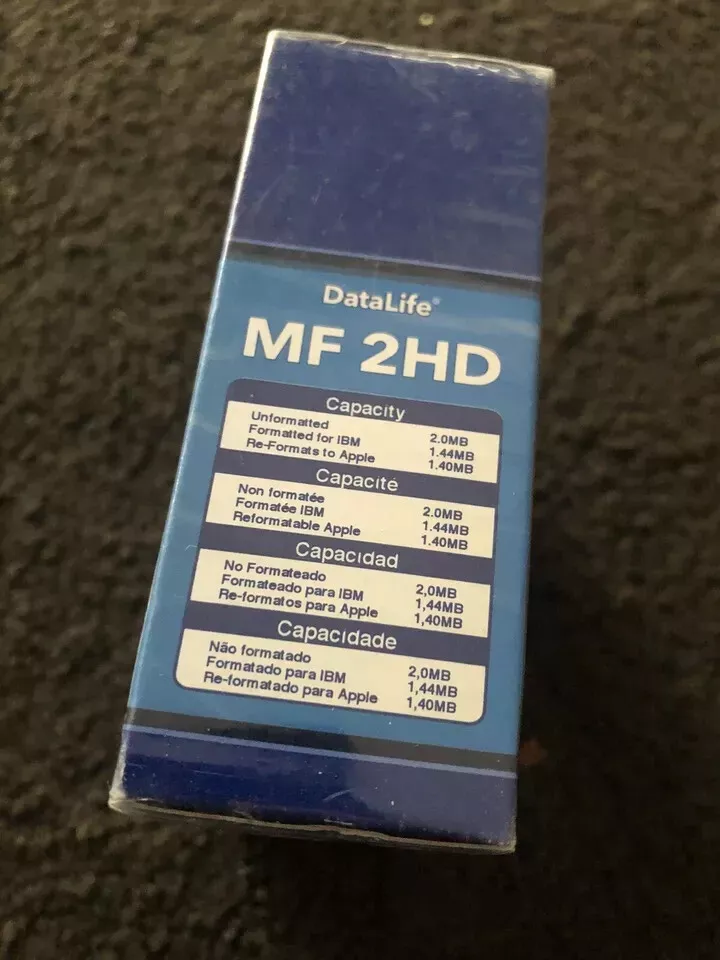 DataLife®
MF 2HD
Capacity
Unformatted 2.0MB
Formatted for IBM 1.44MB
Re-Formats to Apple 1.40MB
Capacité
Non formatée 2.0MB
Formatée IBM 1.44MB
Reformatable Apple 1.40MB
Capacidad
No Formateado 2,0MB
Formateado para IBM 1,44MB
Re-formatos para Apple 1,40MB
Capacidade
Não formatado 2,0MB
Formatado para IBM 1,44MB
Re-formatado para Apple 1,40MB